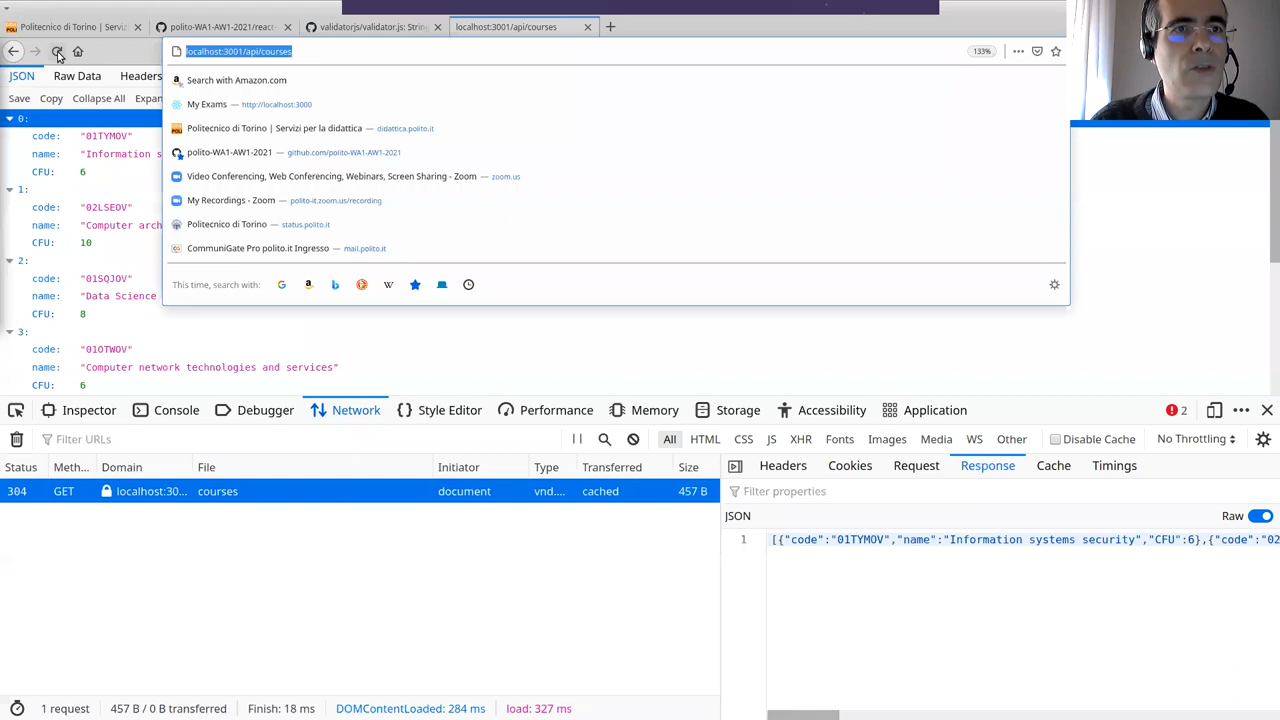 Politecnico di Torino | Serviz
polito-WA1-AW1-2021/react-
validatorjs/validator.js: Strin
localhost:3001/api/courses
localhost:3001/api/courses
133%
JSON Raw Data Headers
Search with Amazon.com
Save Copy Collapse All Expan
My Exams — http://localhost:3000
0:
Politecnico di Torino | Servizi per la didattica — didattica.polito.it
code: "01TYMOV"
name: "Information s
polito-WA1-AW1-2021 — github.com/polito-WA1-AW1-2021
CFU: 6
Video Conferencing, Web Conferencing, Webinars, Screen Sharing - Zoom — zoom.us
1:
My Recordings - Zoom — polito-it.zoom.us/recording
code: "02LSEOV"
name: "Computer arch
Politecnico di Torino — status.polito.it
CFU: 10
CommuniGate Pro polito.it Ingresso — mail.polito.it
2:
code: "01SQJOV"
This time, search with:
name: "Data Science
CFU: 8
3:
code: "01OTWOV"
name: "Computer network technologies and services"
CFU: 6
Inspector Console Debugger Network Style Editor Performance Memory Storage Accessibility Application 2
Filter URLs
All HTML CSS JS XHR Fonts Images Media WS Other Disable Cache No Throttling
Status Meth... Domain File Initiator Type Transferred Size
Headers Cookies Request Response Cache Timings
304 GET localhost:30... courses document vnd.... cached 457 B
Filter properties
JSON Raw
1 [{"code":"01TYMOV","name":"Information systems security","CFU":6},{"code":"02
1 request 457 B / 0 B transferred Finish: 18 ms DOMContentLoaded: 284 ms load: 327 ms